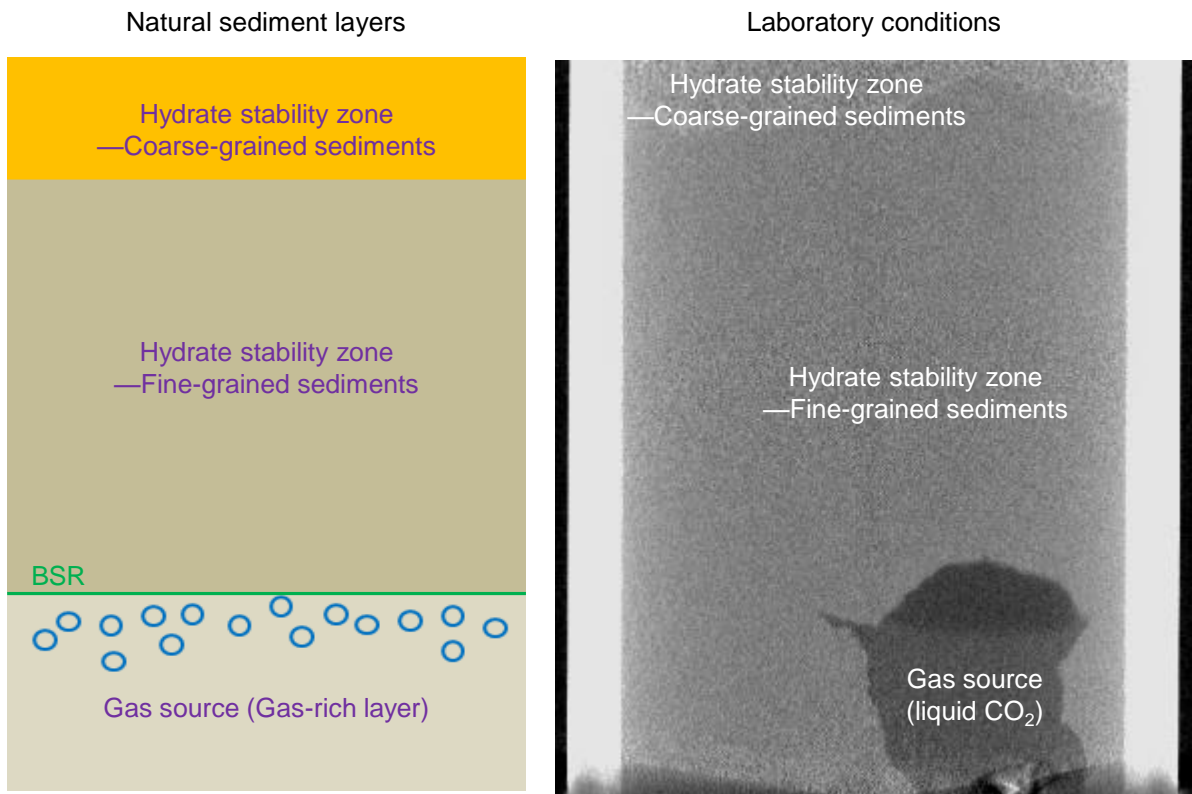 Natural sediment layers
Hydrate stability zone
—Coarse-grained sediments
Hydrate stability zone
—Fine-grained sediments
BSR
Gas source (Gas-rich layer)
Laboratory conditions
Hydrate stability zone
—Coarse-grained sediments
Hydrate stability zone
—Fine-grained sediments
Gas source
(liquid CO₂)